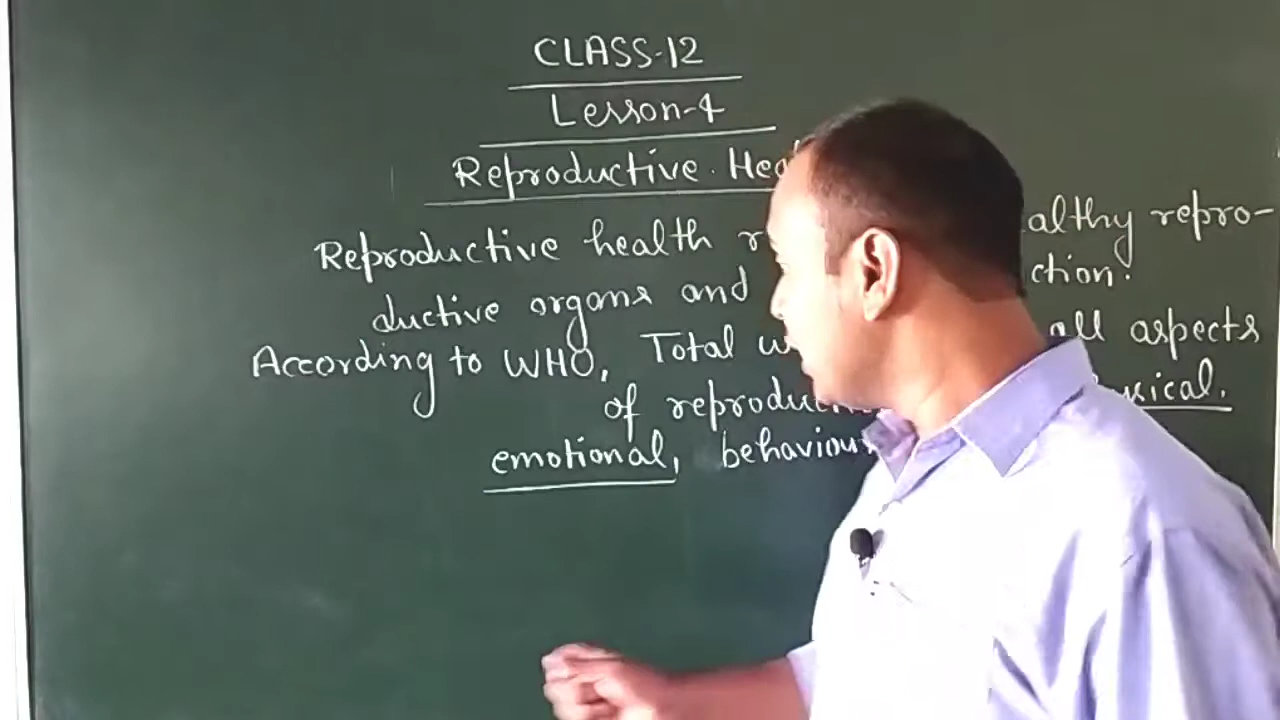 CLASS-12
Lesson-4
Reproductive Hea
Reproductive health r althy repro-
ductive organs and ction.
According to WHO, Total w all aspects
of reproduc ysical.
emotional, behaviour